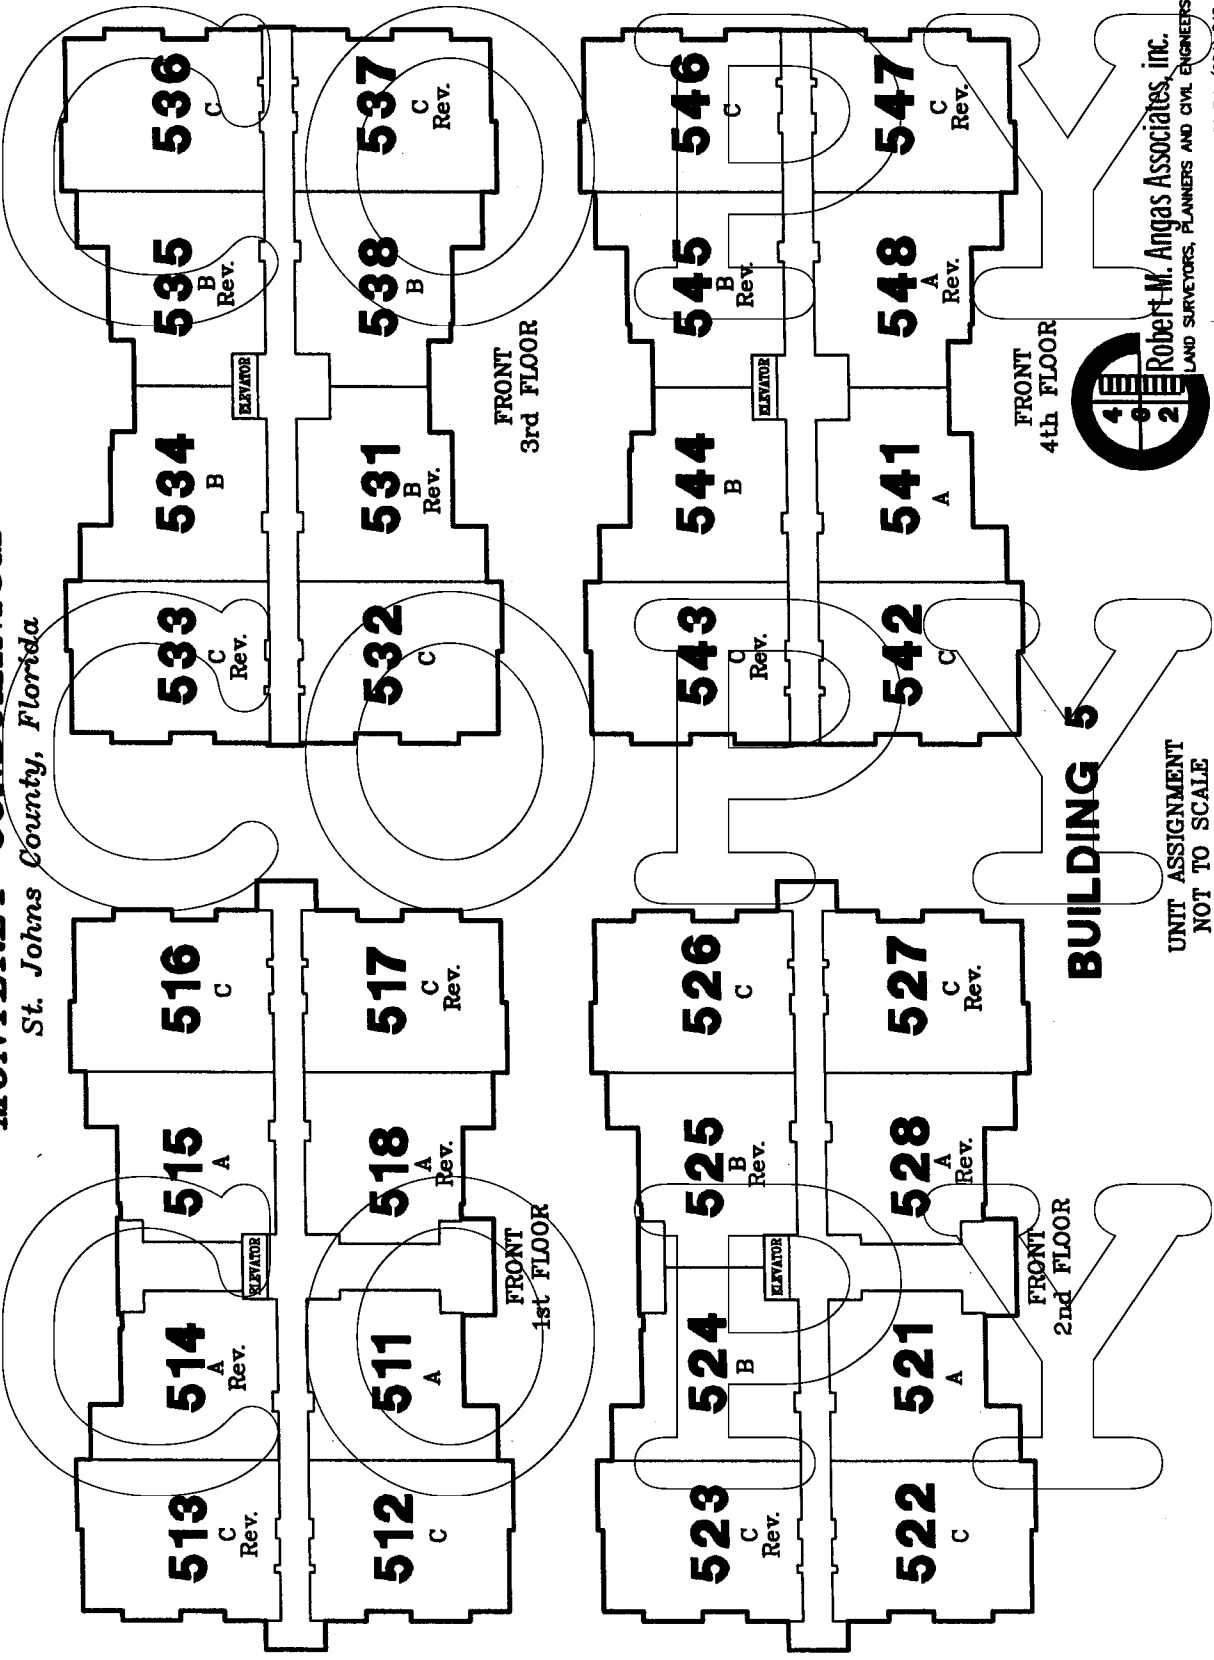 St. Johns County, Florida
513
C
Rev.
514
A
Rev.
515
A
516
C
ELEVATOR
512
C
511
A
518
A
Rev.
517
C
Rev.
FRONT
1st FLOOR
523
C
Rev.
524
B
525
B
Rev.
526
C
ELEVATOR
522
C
521
A
528
A
Rev.
527
C
Rev.
FRONT
2nd FLOOR
533
C
Rev.
534
B
535
B
Rev.
536
C
ELEVATOR
532
C
531
B
Rev.
538
B
537
C
Rev.
FRONT
3rd FLOOR
543
C
Rev.
544
B
545
B
Rev.
546
C
ELEVATOR
542
C
541
A
548
A
Rev.
547
C
Rev.
FRONT
4th FLOOR
BUILDING 5
UNIT ASSIGNMENT
NOT TO SCALE
Robert M. Angas Associates, inc.
LAND SURVEYORS, PLANNERS AND CIVIL ENGINEERS
COPY
COPY
COPY